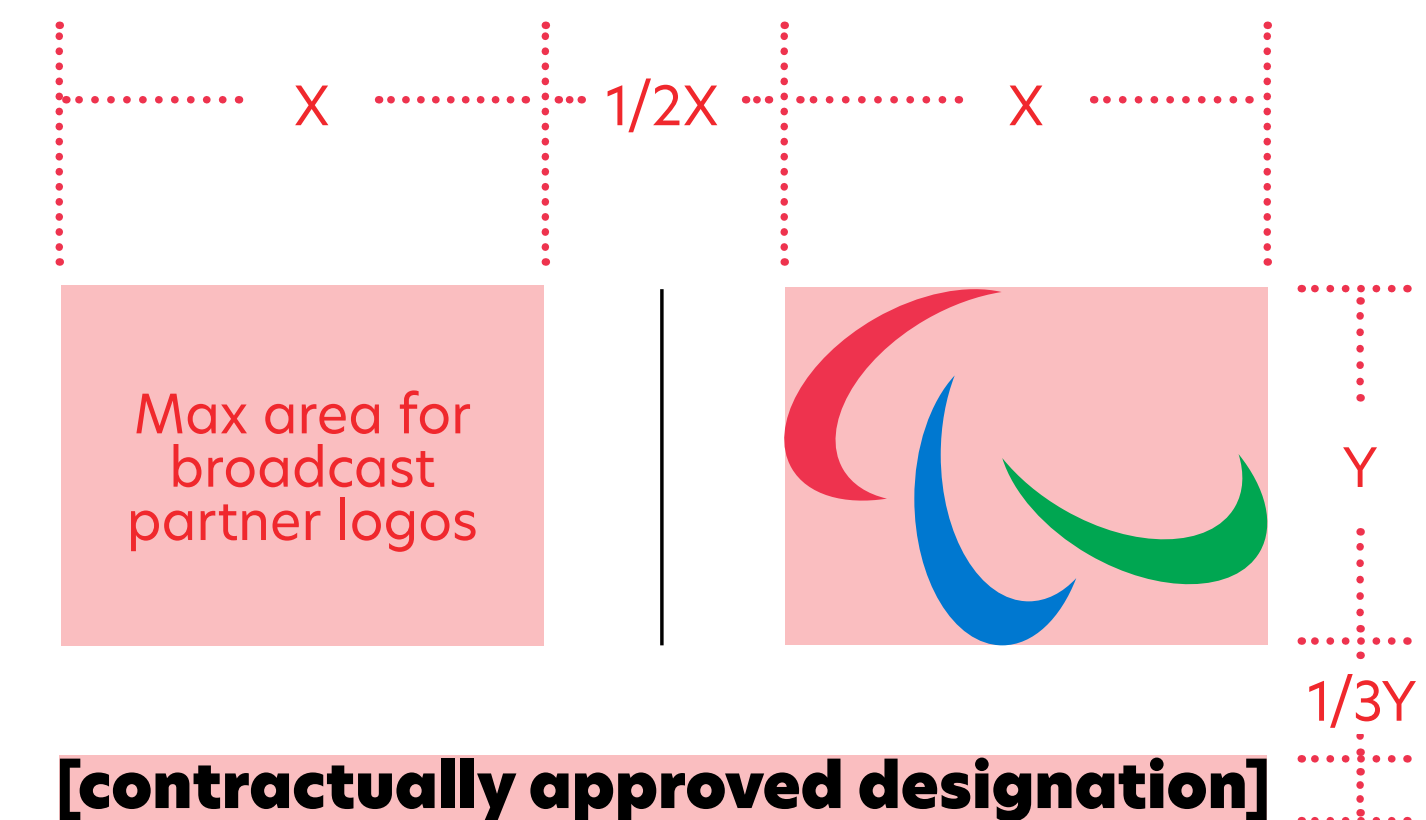 X 1/2X X
Max area for
broadcast
partner logos
Y
1/3Y
[contractually approved designation]